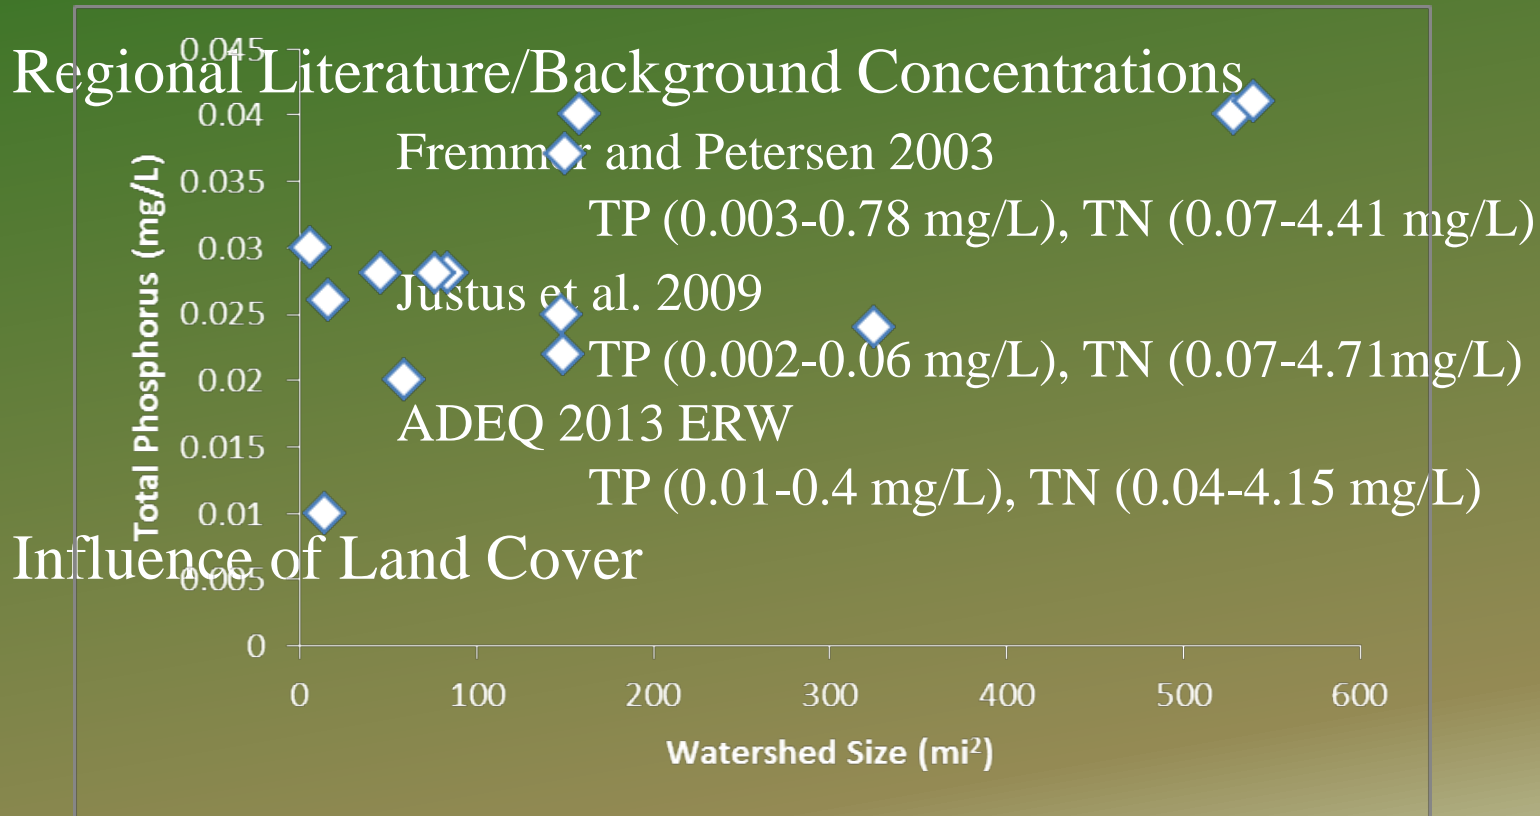 Regional Literature/Background Concentrations
Fremmer and Petersen 2003
TP (0.003-0.78 mg/L), TN (0.07-4.41 mg/L)
Justus et al. 2009
TP (0.002-0.06 mg/L), TN (0.07-4.71mg/L)
ADEQ 2013 ERW
TP (0.01-0.4 mg/L), TN (0.04-4.15 mg/L)
Influence of Land Cover
Total Phosphorus (mg/L)
0.045
0.04
0.035
0.03
0.025
0.02
0.015
0.01
0.005
0
0 100 200 300 400 500 600
Watershed Size (mi²)